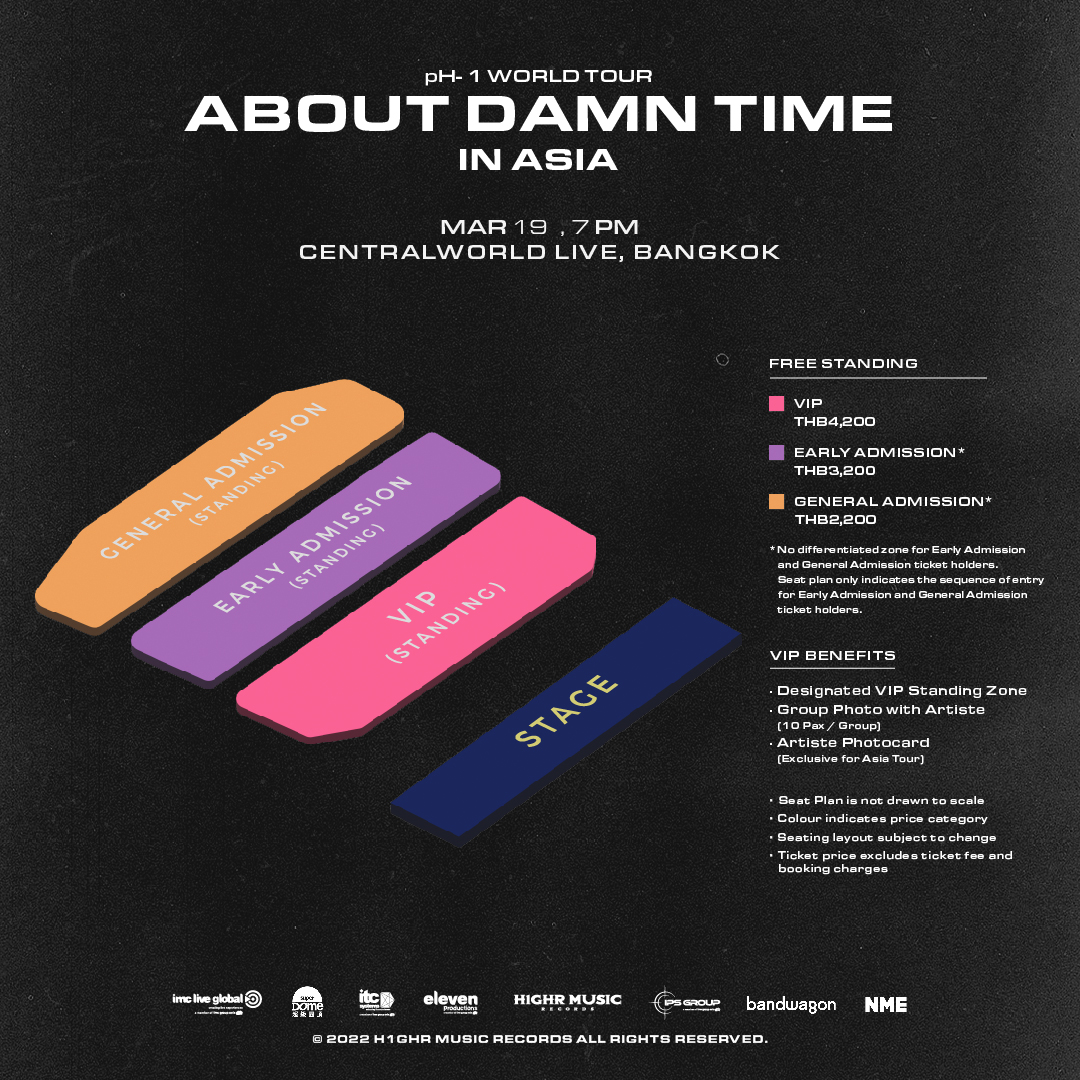 pH-1 WORLD TOUR
ABOUT DAMN TIME
IN ASIA
MAR 19 , 7 PM
CENTRALWORLD LIVE, BANGKOK
GENERAL ADMISSION
(STANDING)
EARLY ADMISSION
(STANDING)
VIP
(STANDING)
STAGE
FREE STANDING
VIP
THB4,200
EARLY ADMISSION*
THB3,200
GENERAL ADMISSION*
THB2,200
*No differentiated zone for Early Admission
and General Admission ticket holders.
Seat plan only indicates the sequence of entry
for Early Admission and General Admission
ticket holders.
VIP BENEFITS
· Designated VIP Standing Zone
· Group Photo with Artiste
(10 Pax / Group)
· Artiste Photocard
(Exclusive for Asia Tour)
• Seat Plan is not drawn to scale
• Colour indicates price category
• Seating layout subject to change
• Ticket price excludes ticket fee and
booking charges
imc live global
super
DOME
itc
systems
eleven
Productions
H1GHR MUSIC
RECORDS
IPS GROUP
bandwagon
NME
© 2022 H1GHR MUSIC RECORDS ALL RIGHTS RESERVED.